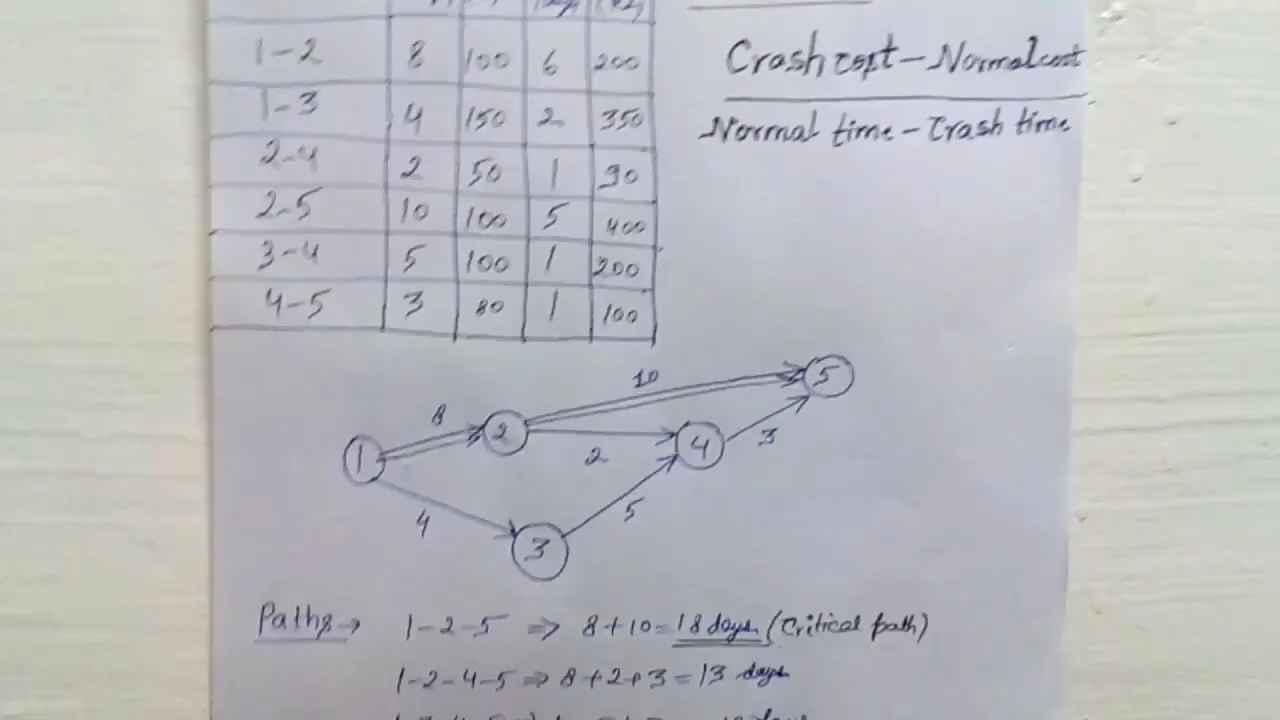 Crash cost - Normal cost
Normal time - Crash time
1-2 8 100 6 200
1-3 4 150 2 350
2-4 2 50 1 90
2-5 10 100 5 400
3-4 5 100 1 200
4-5 3 80 1 100
10
5
8
2
1
2
4
3
4
5
3
Paths → 1-2-5 ⇒ 8+10=18 days (Critical path)
1-2-4-5 ⇒ 8+2+3=13 days